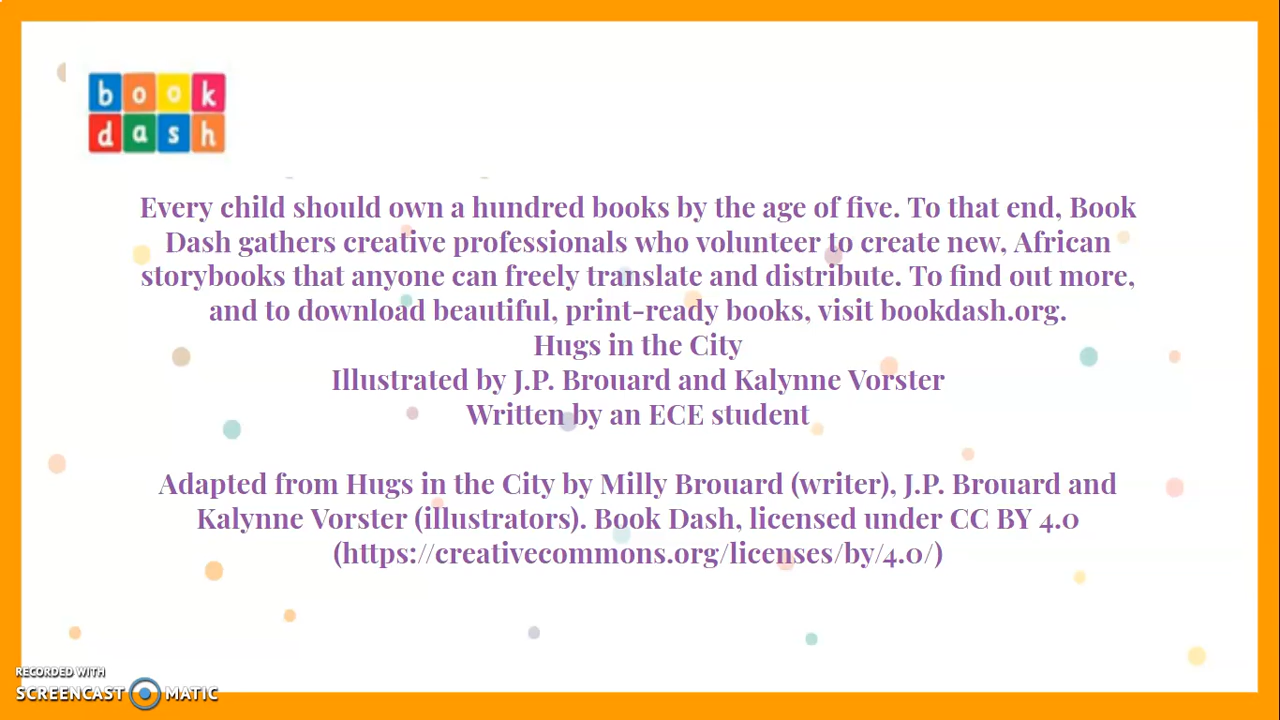 book
dash
Every child should own a hundred books by the age of five. To that end, Book
Dash gathers creative professionals who volunteer to create new, African
storybooks that anyone can freely translate and distribute. To find out more,
and to download beautiful, print-ready books, visit bookdash.org.
Hugs in the City
Illustrated by J.P. Brouard and Kalynne Vorster
Written by an ECE student
Adapted from Hugs in the City by Milly Brouard (writer), J.P. Brouard and
Kalynne Vorster (illustrators). Book Dash, licensed under CC BY 4.0
(https://creativecommons.org/licenses/by/4.0/)
RECORDED WITH
SCREENCAST MATIC